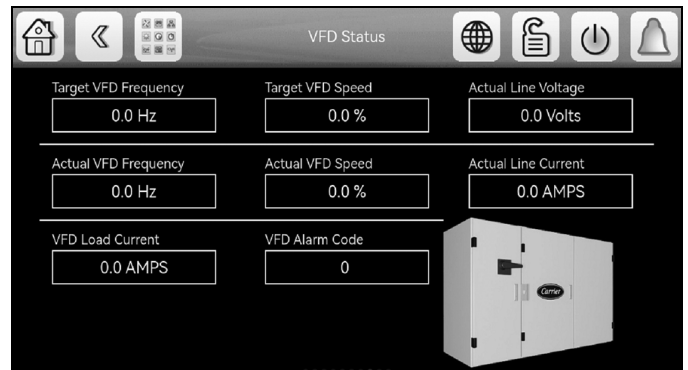 VFD Status
Target VFD Frequency
Target VFD Speed
Actual Line Voltage
0.0 Hz
0.0 %
0.0 Volts
Actual VFD Frequency
Actual VFD Speed
Actual Line Current
0.0 Hz
0.0 %
0.0 AMPS
VFD Load Current
VFD Alarm Code
0.0 AMPS
0
Carrier